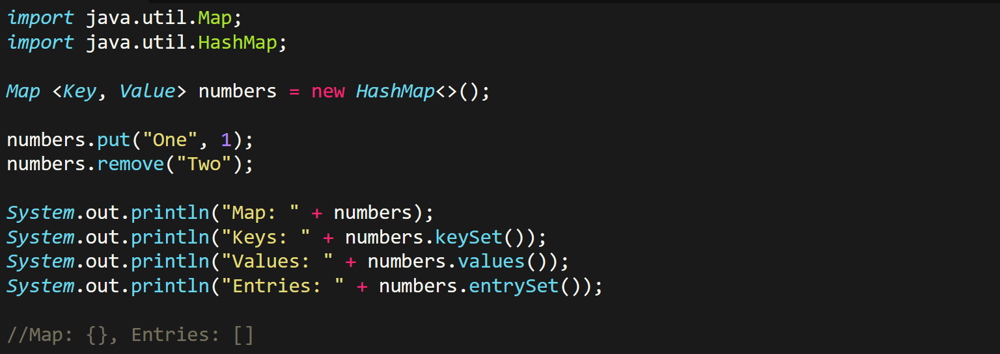 import java.util.Map;
import java.util.HashMap;
Map <Key, Value> numbers = new HashMap<>();
numbers.put("One", 1);
numbers.remove("Two");
System.out.println("Map: " + numbers);
System.out.println("Keys: " + numbers.keySet());
System.out.println("Values: " + numbers.values());
System.out.println("Entries: " + numbers.entrySet());
//Map: {}, Entries: []